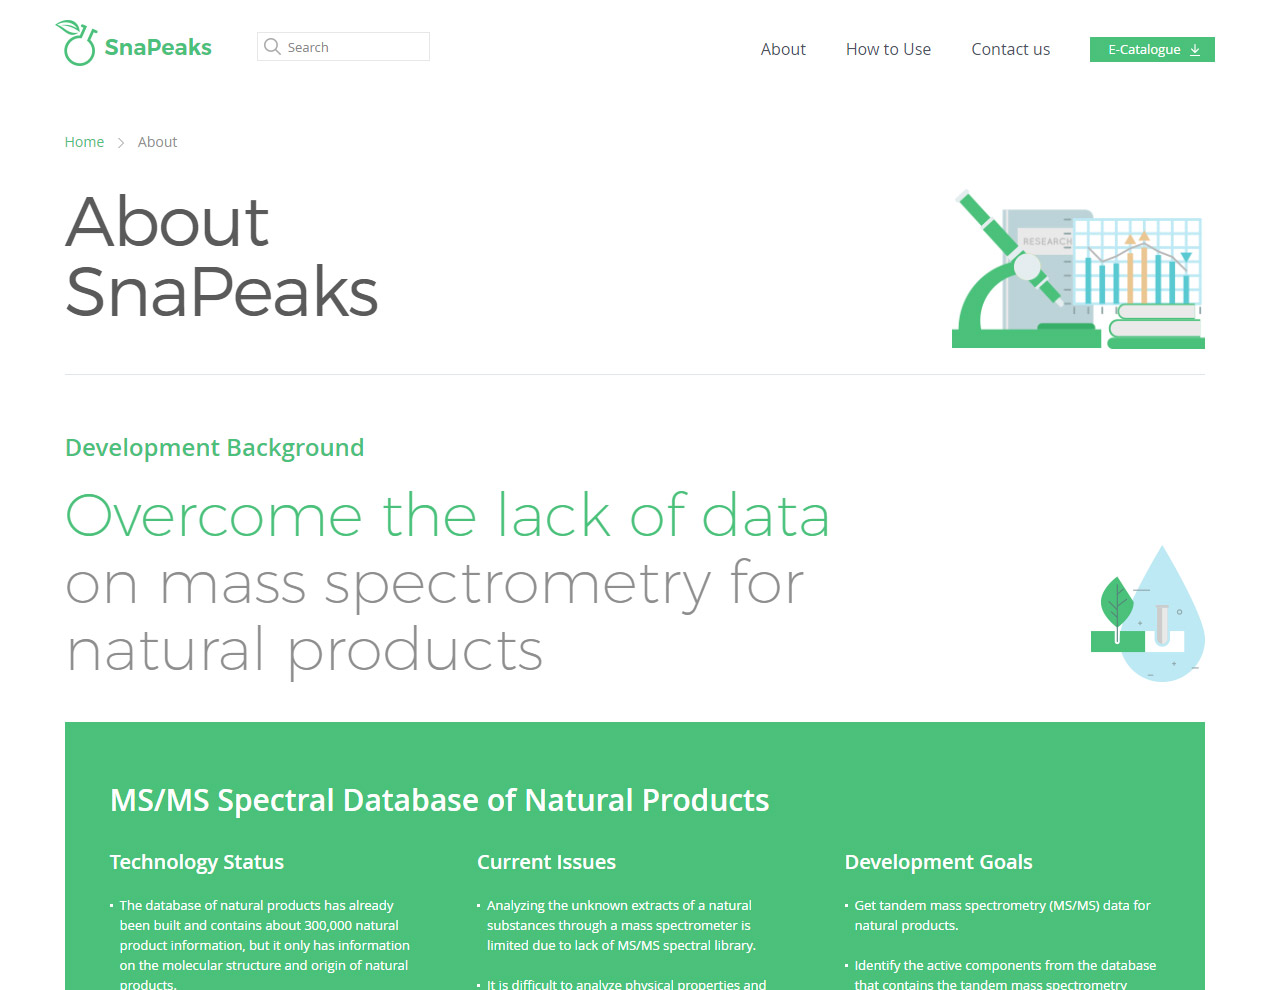 SnaPeaks
Search
About
How to Use
Contact us
E-Catalogue
Home
About
About
SnaPeaks
RESEARCH
Development Background
Overcome the lack of data
on mass spectrometry for
natural products
MS/MS Spectral Database of Natural Products
Technology Status
The database of natural products has already
been built and contains about 300,000 natural
product information, but it only has information
on the molecular structure and origin of natural
products.
Current Issues
Analyzing the unknown extracts of a natural
substances through a mass spectrometer is
limited due to lack of MS/MS spectral library.
It is difficult to analyze physical properties and
Development Goals
Get tandem mass spectrometry (MS/MS) data for
natural products.
Identify the active components from the database
that contains the tandem mass spectrometry